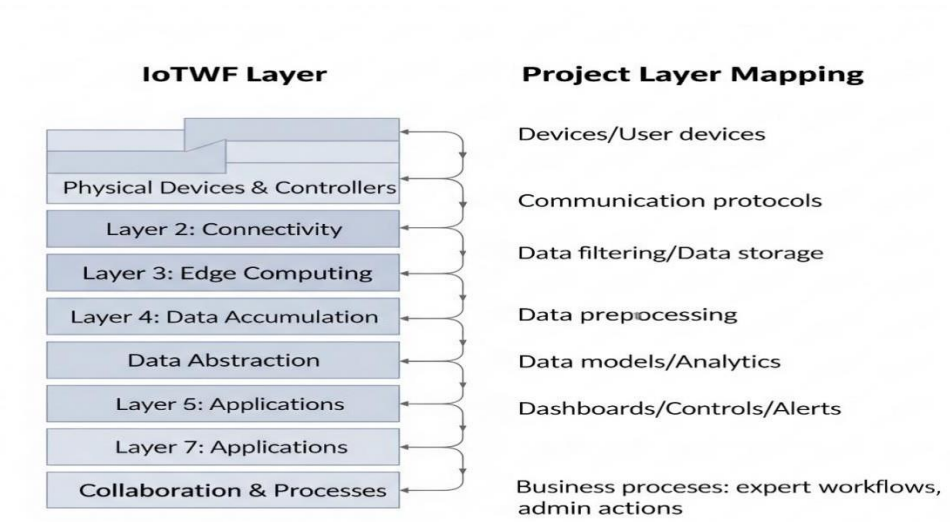 IoTWF Layer
Project Layer Mapping
Devices/User devices
Physical Devices & Controllers
Communication protocols
Layer 2: Connectivity
Data filtering/Data storage
Layer 3: Edge Computing
Layer 4: Data Accumulation
Data prepocessing
Data Abstraction
Data models/Analytics
Layer 5: Applications
Dashboards/Controls/Alerts
Layer 7: Applications
Collaboration & Processes
Business proceses: expert workflows,
admin actions